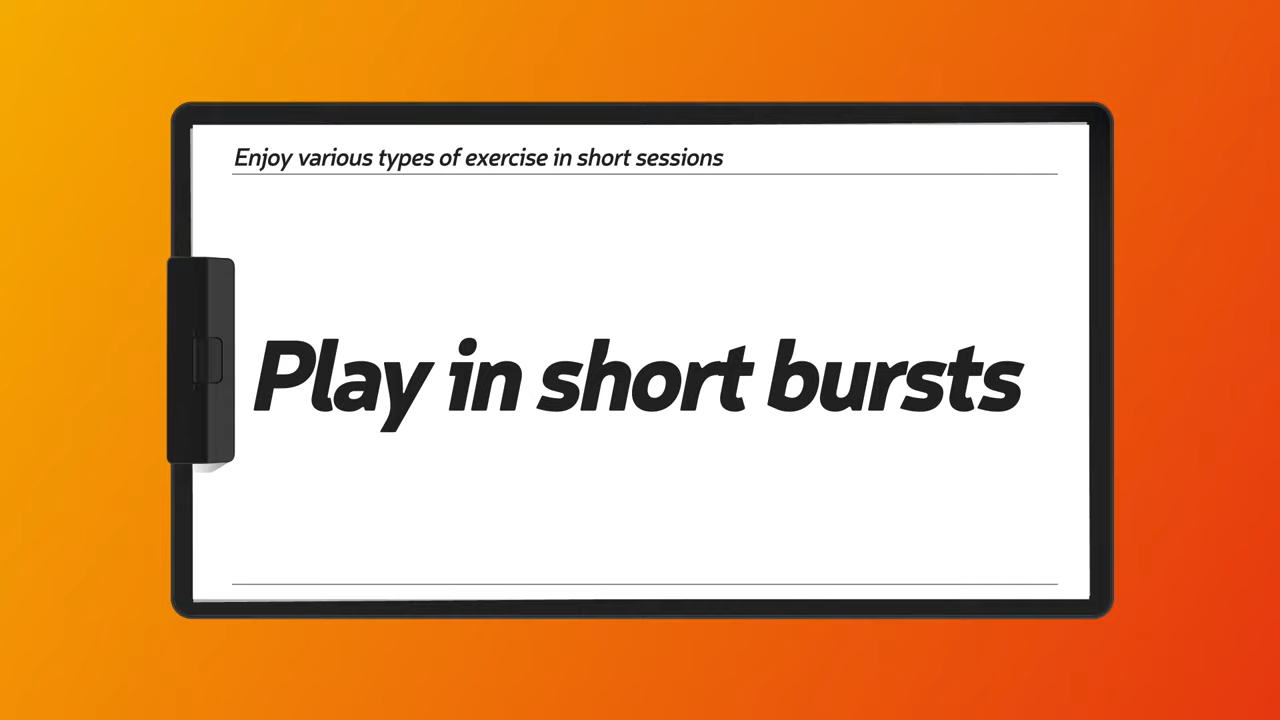 Enjoy various types of exercise in short sessions
Play in short bursts